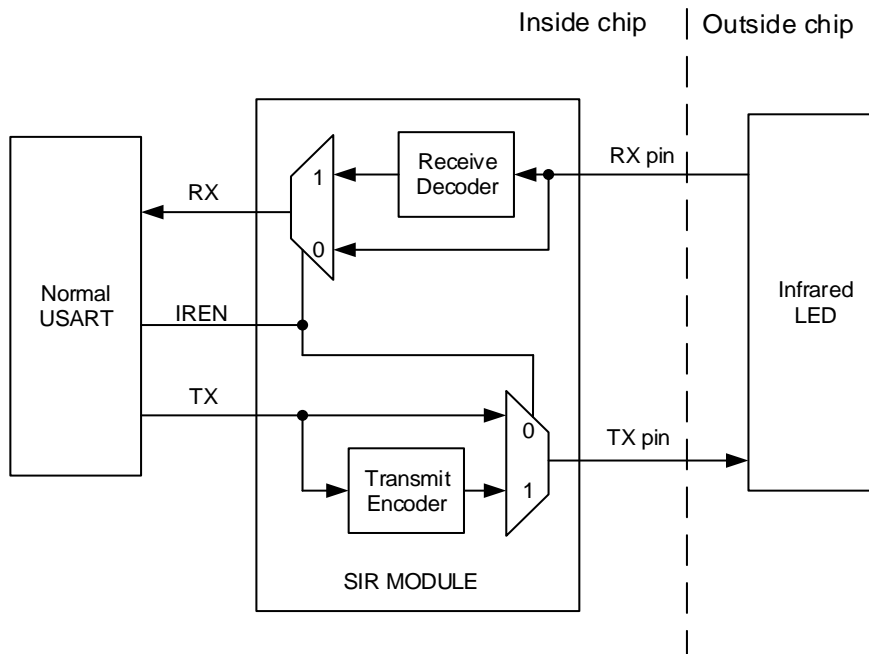 Inside chip
Outside chip
RX pin
Receive
Decoder
1
0
RX
Normal
USART
IREN
Infrared
LED
TX
0
1
TX pin
Transmit
Encoder
SIR MODULE